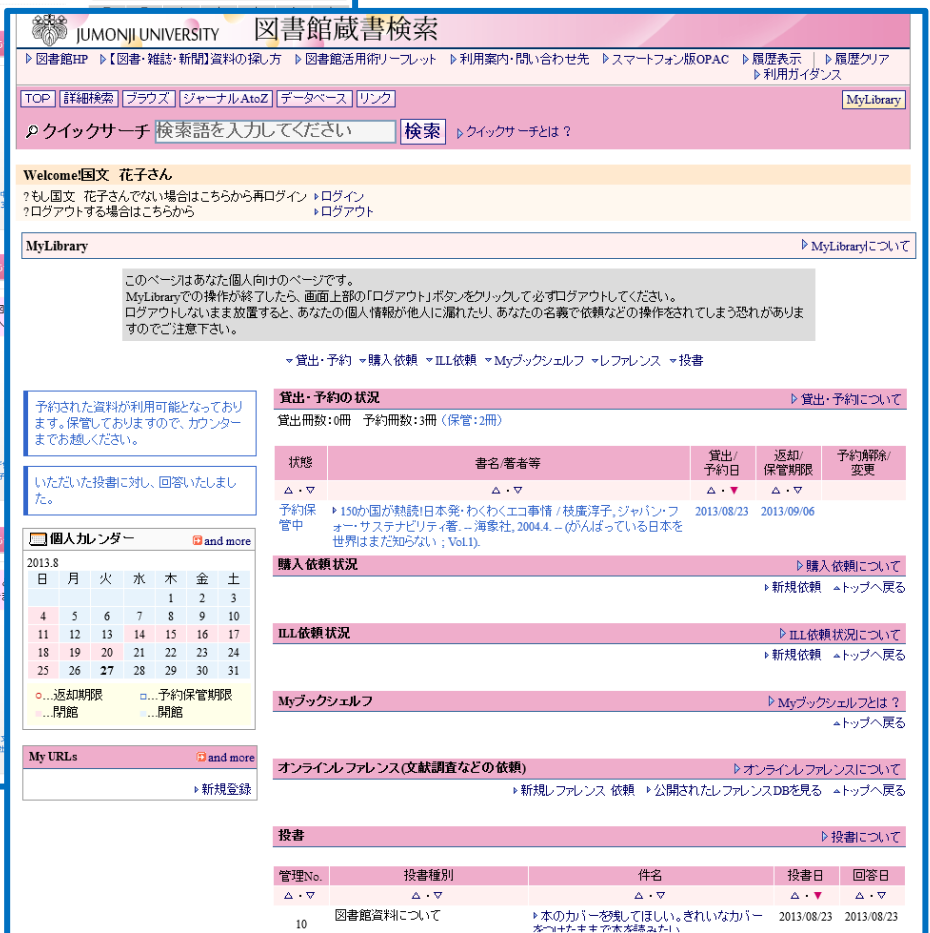 JUMONJI UNIVERSITY 図書館蔵書検索
図書館HP 【図書・雑誌・新聞】資料の探し方 図書館活用術リーフレット 利用案内・問い合わせ先 スマートフォン版OPAC 履歴表示 | 履歴クリア
利用ガイダンス
TOP 詳細検索 ブラウズ ジャーナルAtoZ データベース リンク MyLibrary
クイックサーチ 検索語を入力してください 検索 クイックサーチとは？
Welcome!国文 花子さん
?もし国文 花子さんでない場合はこちらから再ログイン ログイン
?ログアウトする場合はこちらから ログアウト
MyLibrary MyLibraryについて
このページはあなた個人向けのページです。
MyLibraryでの操作が終了したら、画面上部の「ログアウト」ボタンをクリックして必ずログアウトしてください。
ログアウトしないまま放置すると、あなたの個人情報が他人に漏れたり、あなたの名義で依頼などの操作をされてしまう恐れがありま
すのでご注意下さい。
貸出・予約 購入依頼 ILL依頼 Myブックシェルフ レファレンス 投書
予約された資料が利用可能となっており
ます。保管しておりますので、カウンター
までお越しください。
いただいた投書に対し、回答いたしまし
た。
個人カレンダー and more
2013.8
日 月 火 水 木 金 土
1 2 3
4 5 6 7 8 9 10
11 12 13 14 15 16 17
18 19 20 21 22 23 24
25 26 27 28 29 30 31
○…返却期限 □…予約保管期限
■…閉館 ■…開館
My URLs and more
新規登録
貸出・予約の状況 貸出・予約について
貸出冊数:0冊 予約冊数:3冊 (保管:2冊)
状態 書名/著者等 貸出/予約日 返却/保管期限 予約解除/変更
△・▽ △・▽ △・▼ △・▽
予約保 150か国が熱読!日本発・わくわくエコ事情 / 枝廣淳子, ジャパン・フ 2013/08/23 2013/09/06
管中 ォー・サステナビリティ著. -- 海象社, 2004.4. -- (がんばっている日本を
世界はまだ知らない ; Vol.1).
購入依頼状況 購入依頼について
新規依頼 トップへ戻る
ILL依頼状況 ILL依頼状況について
新規依頼 トップへ戻る
Myブックシェルフ Myブックシェルフとは？
トップへ戻る
オンラインレファレンス(文献調査などの依頼) オンラインレファレンスについて
新規レファレンス 依頼 公開されたレファレンスDBを見る トップへ戻る
投書 投書について
管理No. 投書種別 件名 投書日 回答日
△・▽ △・▽ △・▽ △・▼ △・▽
10 図書館資料について 本のカバーを残してほしい。きれいなカバー 2013/08/23 2013/08/23
をつけたままで本を読みたい